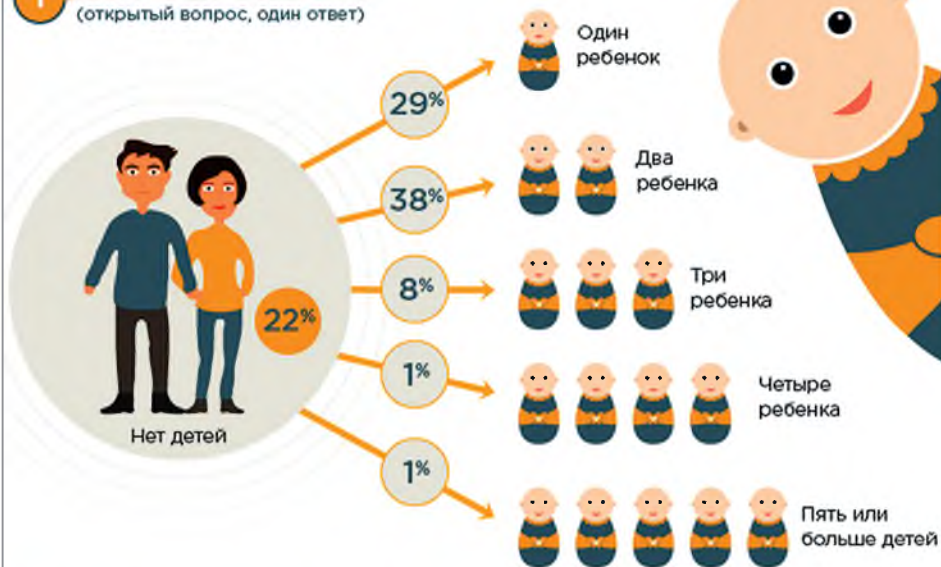 (открытый вопрос, один ответ)
29%
Один
ребенок
38%
Два
ребенка
8%
Три
ребенка
22%
1%
Четыре
ребенка
Нет детей
1%
Пять или
больше детей